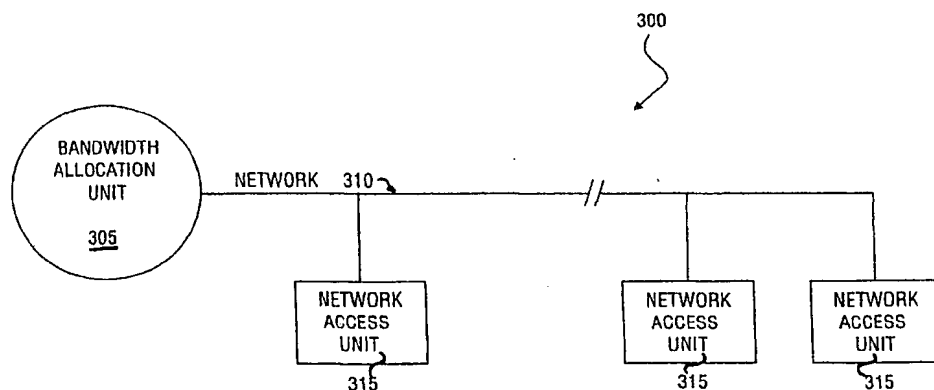 300
BANDWIDTH
ALLOCATION
UNIT
305
NETWORK 310
NETWORK
ACCESS
UNIT
315
NETWORK
ACCESS
UNIT
315
NETWORK
ACCESS
UNIT
315